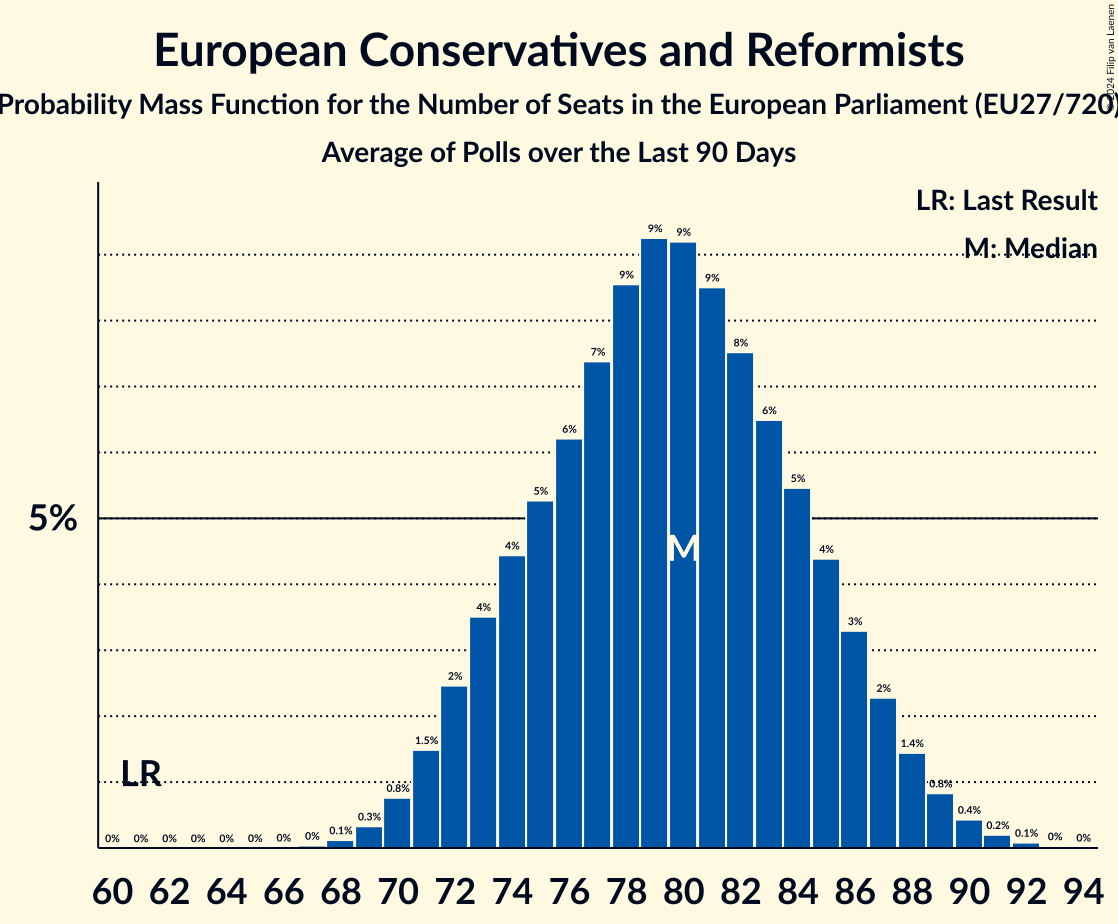 European Conservatives and Reformists
Probability Mass Function for the Number of Seats in the European Parliament (EU27/720)
Average of Polls over the Last 90 Days
© 2024 Filip van Laenen
LR: Last Result
M: Median
9% 9%
9% 9%
8%
7%
6% 6%
5% 5%
5%
4% 4%
M
4%
3%
2% 2%
1.5% 1.4%
LR
0.8% 0.8%
0.3% 0.4%
0% 0% 0% 0% 0% 0% 0% 0% 0.1% 0.2% 0.1% 0% 0%
60 62 64 66 68 70 72 74 76 78 80 82 84 86 88 90 92 94